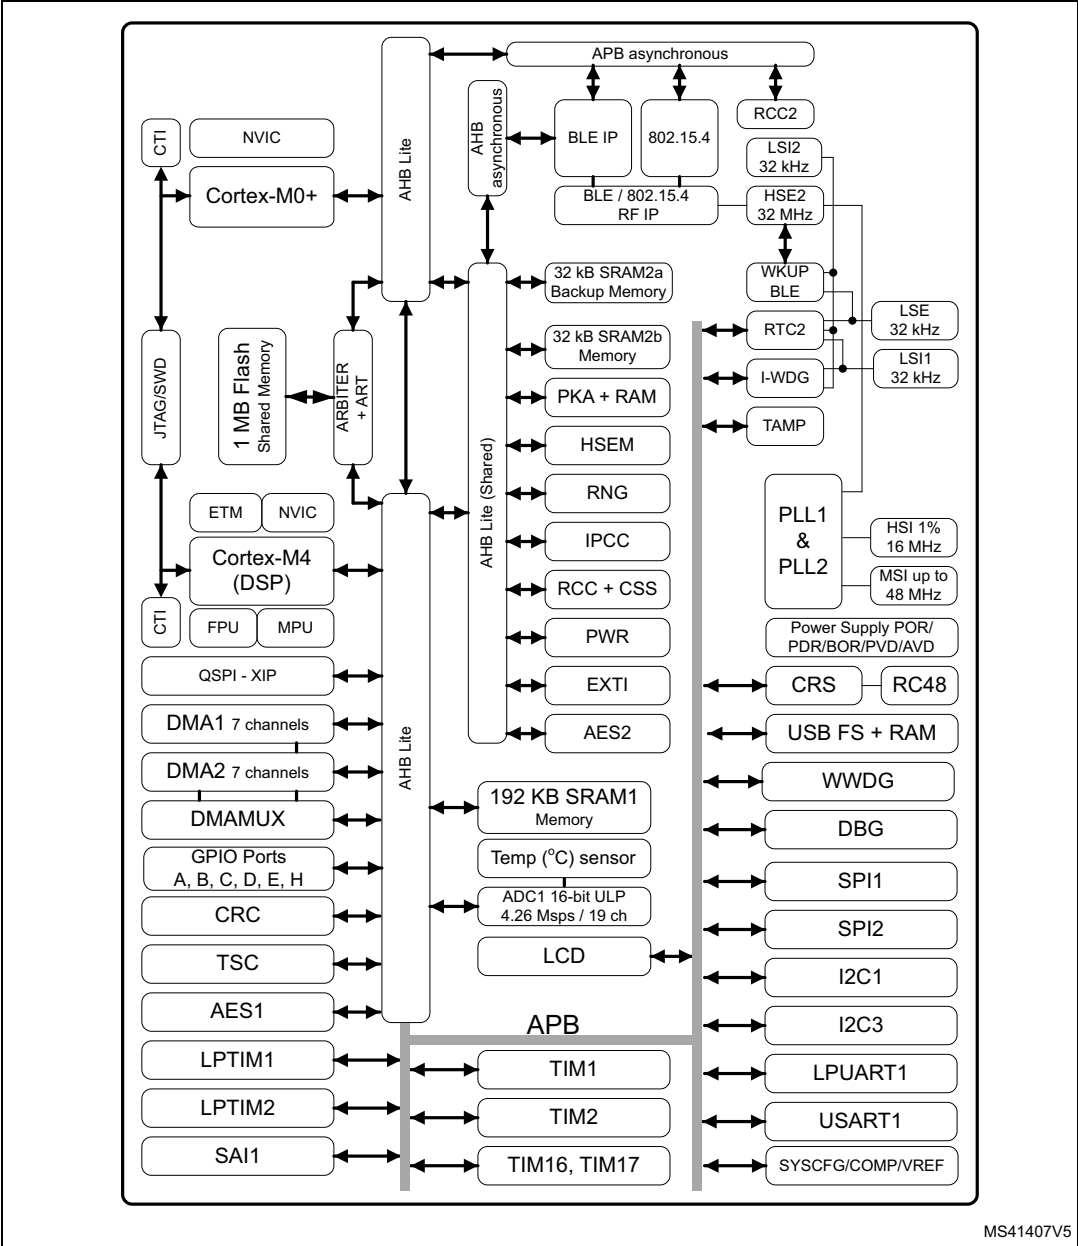 APB asynchronous
RCC2
AHB
asynchronous
BLE IP
802.15.4
BLE / 802.15.4
RF IP
LSI2
32 kHz
HSE2
32 MHz
WKUP
BLE
LSE
32 kHz
LSI1
32 kHz
RTC2
I-WDG
TAMP
CTI
NVIC
Cortex-M0+
AHB Lite
JTAG/SWD
1 MB Flash
Shared Memory
ARBITER
+ ART
ETM
NVIC
Cortex-M4
(DSP)
CTI
FPU
MPU
AHB Lite (Shared)
32 kB SRAM2a
Backup Memory
32 kB SRAM2b
Memory
PKA + RAM
HSEM
RNG
IPCC
RCC + CSS
PWR
EXTI
AES2
PLL1
&
PLL2
HSI 1%
16 MHz
MSI up to
48 MHz
Power Supply POR/
PDR/BOR/PVD/AVD
QSPI - XIP
DMA1 7 channels
DMA2 7 channels
DMAMUX
GPIO Ports
A, B, C, D, E, H
CRC
TSC
AES1
LPTIM1
LPTIM2
SAI1
AHB Lite
192 KB SRAM1
Memory
Temp (°C) sensor
ADC1 16-bit ULP
4.26 Msps / 19 ch
LCD
APB
TIM1
TIM2
TIM16, TIM17
CRS
RC48
USB FS + RAM
WWDG
DBG
SPI1
SPI2
I2C1
I2C3
LPUART1
USART1
SYSCFG/COMP/VREF
MS41407V5